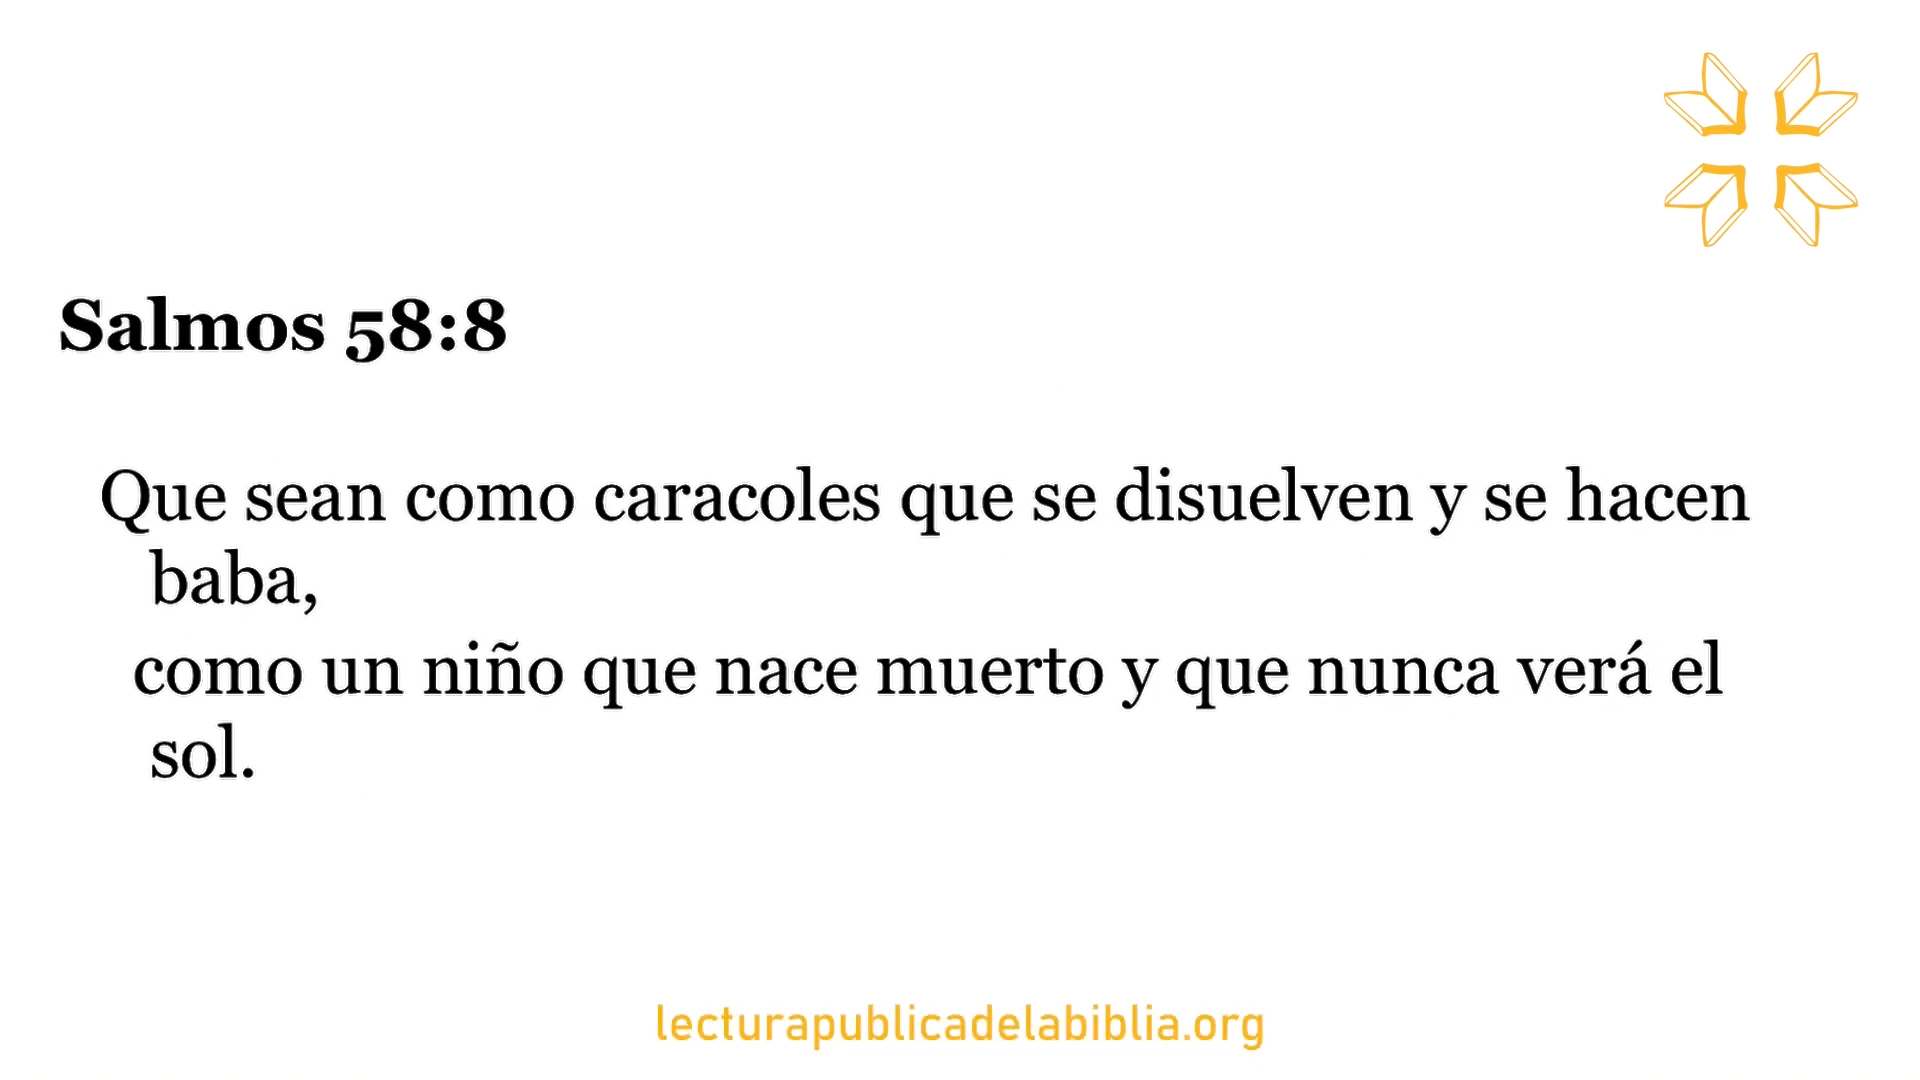 Salmos 58:8
Que sean como caracoles que se disuelven y se hacen
baba,
como un niño que nace muerto y que nunca verá el
sol.
lecturapublicadelabiblia.org